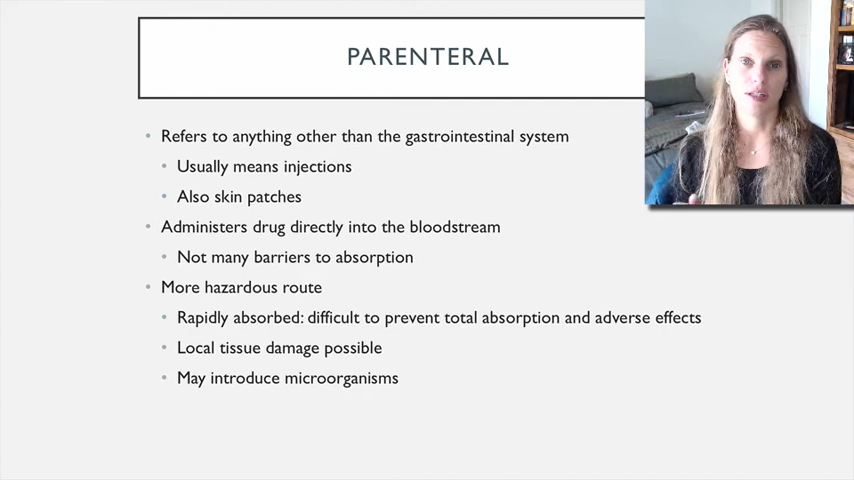 PARENTERAL
Refers to anything other than the gastrointestinal system
Usually means injections
Also skin patches
Administers drug directly into the bloodstream
Not many barriers to absorption
More hazardous route
Rapidly absorbed: difficult to prevent total absorption and adverse effects
Local tissue damage possible
May introduce microorganisms